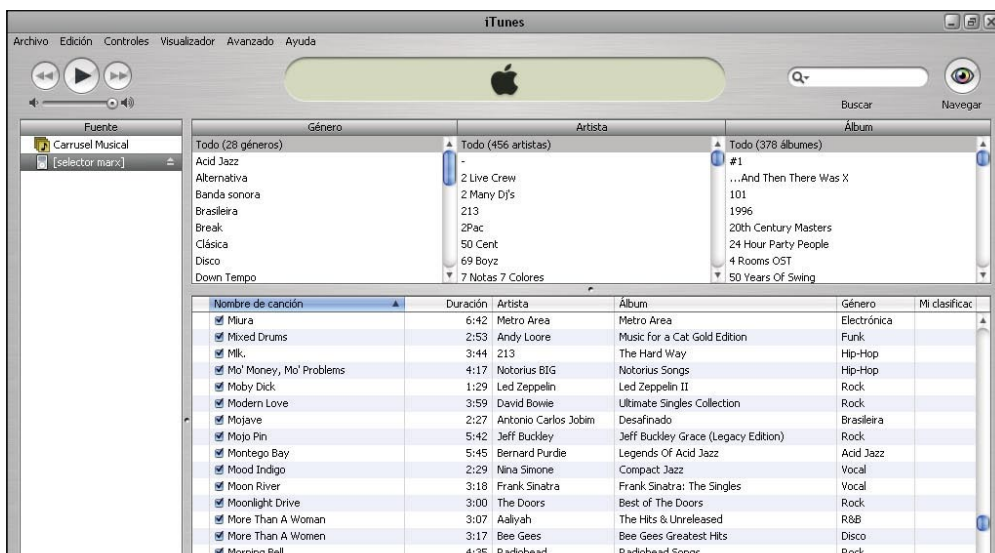 iTunes
Archivo Edición Controles Visualizador Avanzado Ayuda
Buscar
Navegar
Fuente
Carrusel Musical
[selector marx]
Género Artista Álbum
Todo (28 géneros) Todo (456 artistas) Todo (378 álbumes)
Acid Jazz - #1
Alternativa 2 Live Crew ...And Then There Was X
Banda sonora 2 Many Dj's 101
Brasileira 213 1996
Break 2Pac 20th Century Masters
Clásica 50 Cent 24 Hour Party People
Disco 69 Boyz 4 Rooms OST
Down Tempo 7 Notas 7 Colores 50 Years Of Swing
Nombre de canción Duración Artista Álbum Género Mi clasificac
Miura 6:42 Metro Area Metro Area Electrónica
Mixed Drums 2:53 Andy Loore Music for a Cat Gold Edition Funk
Mlk. 3:44 213 The Hard Way Hip-Hop
Mo' Money, Mo' Problems 4:17 Notorius BIG Notorius Songs Hip-Hop
Moby Dick 1:29 Led Zeppelin Led Zeppelin II Rock
Modern Love 3:59 David Bowie Ultimate Singles Collection Rock
Mojave 2:27 Antonio Carlos Jobim Desafinado Brasileira
Mojo Pin 5:42 Jeff Buckley Jeff Buckley Grace (Legacy Edition) Rock
Montego Bay 5:45 Bernard Purdie Legends Of Acid Jazz Acid Jazz
Mood Indigo 2:29 Nina Simone Compact Jazz Vocal
Moon River 3:18 Frank Sinatra Frank Sinatra: The Singles Vocal
Moonlight Drive 3:00 The Doors Best of The Doors Rock
More Than A Woman 3:07 Aaliyah The Hits & Unreleased R&B
More Than A Women 3:17 Bee Gees Bee Gees Greatest Hits Disco
Morning Bell 4:35 Radiohead Radiohead Songs Rock